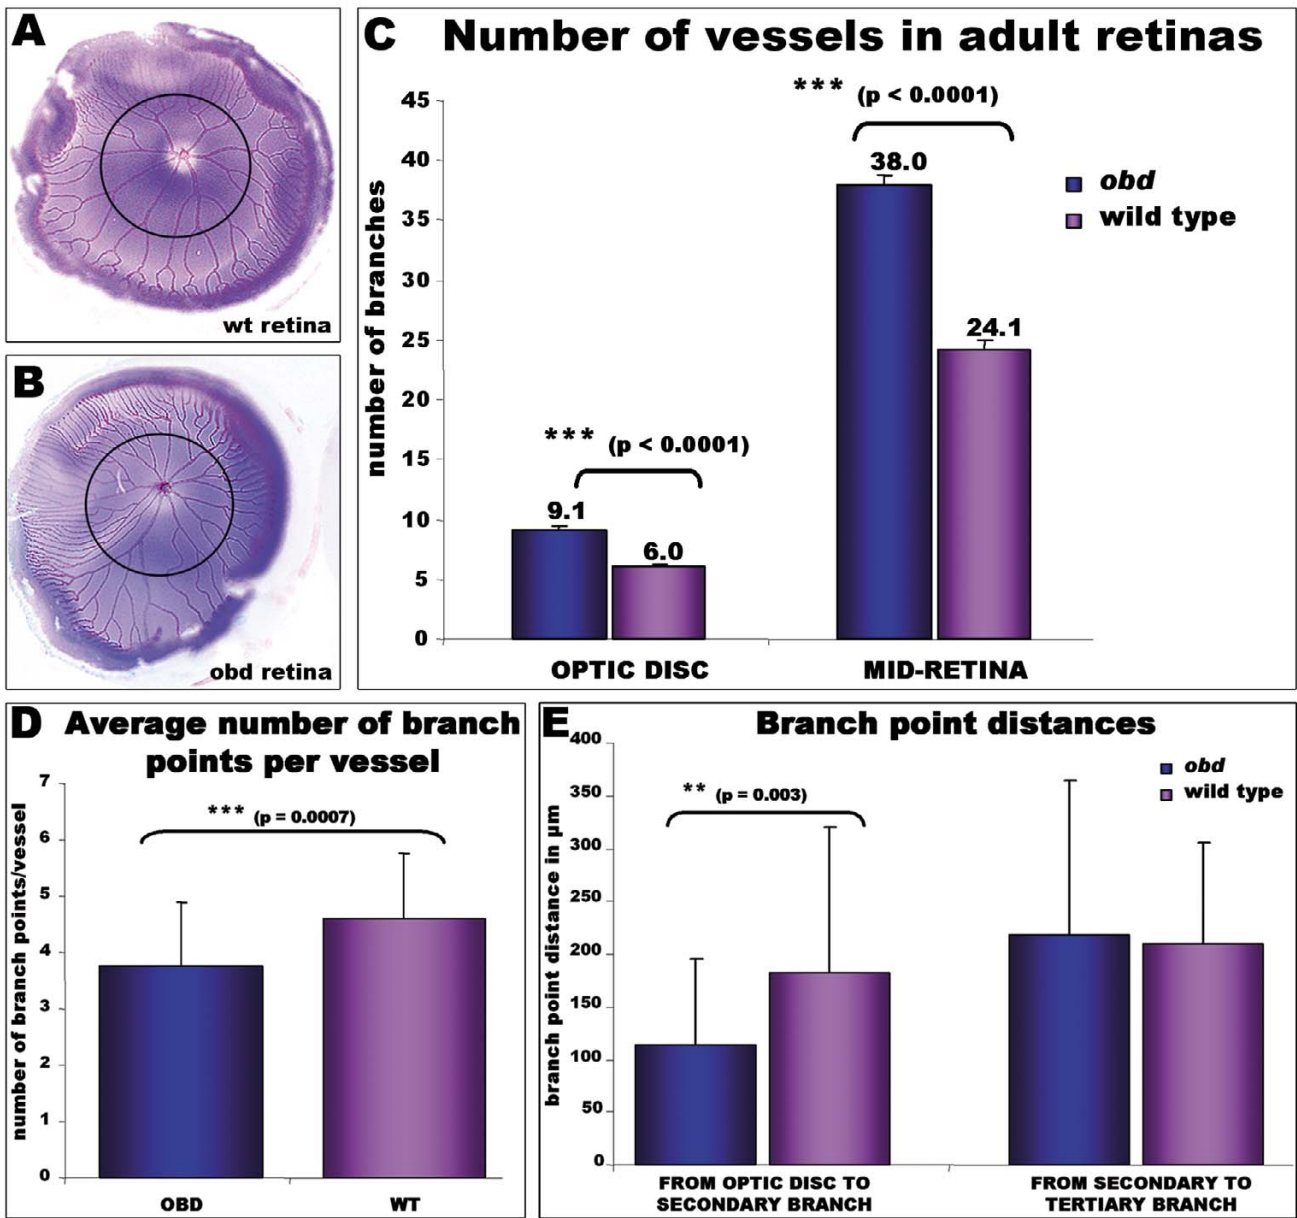 A
wt retina
B
obd retina
C Number of vessels in adult retinas
number of branches
45
40
35
30
25
20
15
10
5
0
*** (p < 0.0001)
9.1
6.0
*** (p < 0.0001)
38.0
24.1
obd
wild type
OPTIC DISC MID-RETINA
D Average number of branch
points per vessel
number of branch points/vessel
7
6
5
4
3
2
1
0
*** (p = 0.0007)
OBD WT
E Branch point distances
branch point distance in µm
400
350
300
250
200
150
100
50
0
** (p = 0.003)
obd
wild type
FROM OPTIC DISC TO
SECONDARY BRANCH
FROM SECONDARY TO
TERTIARY BRANCH